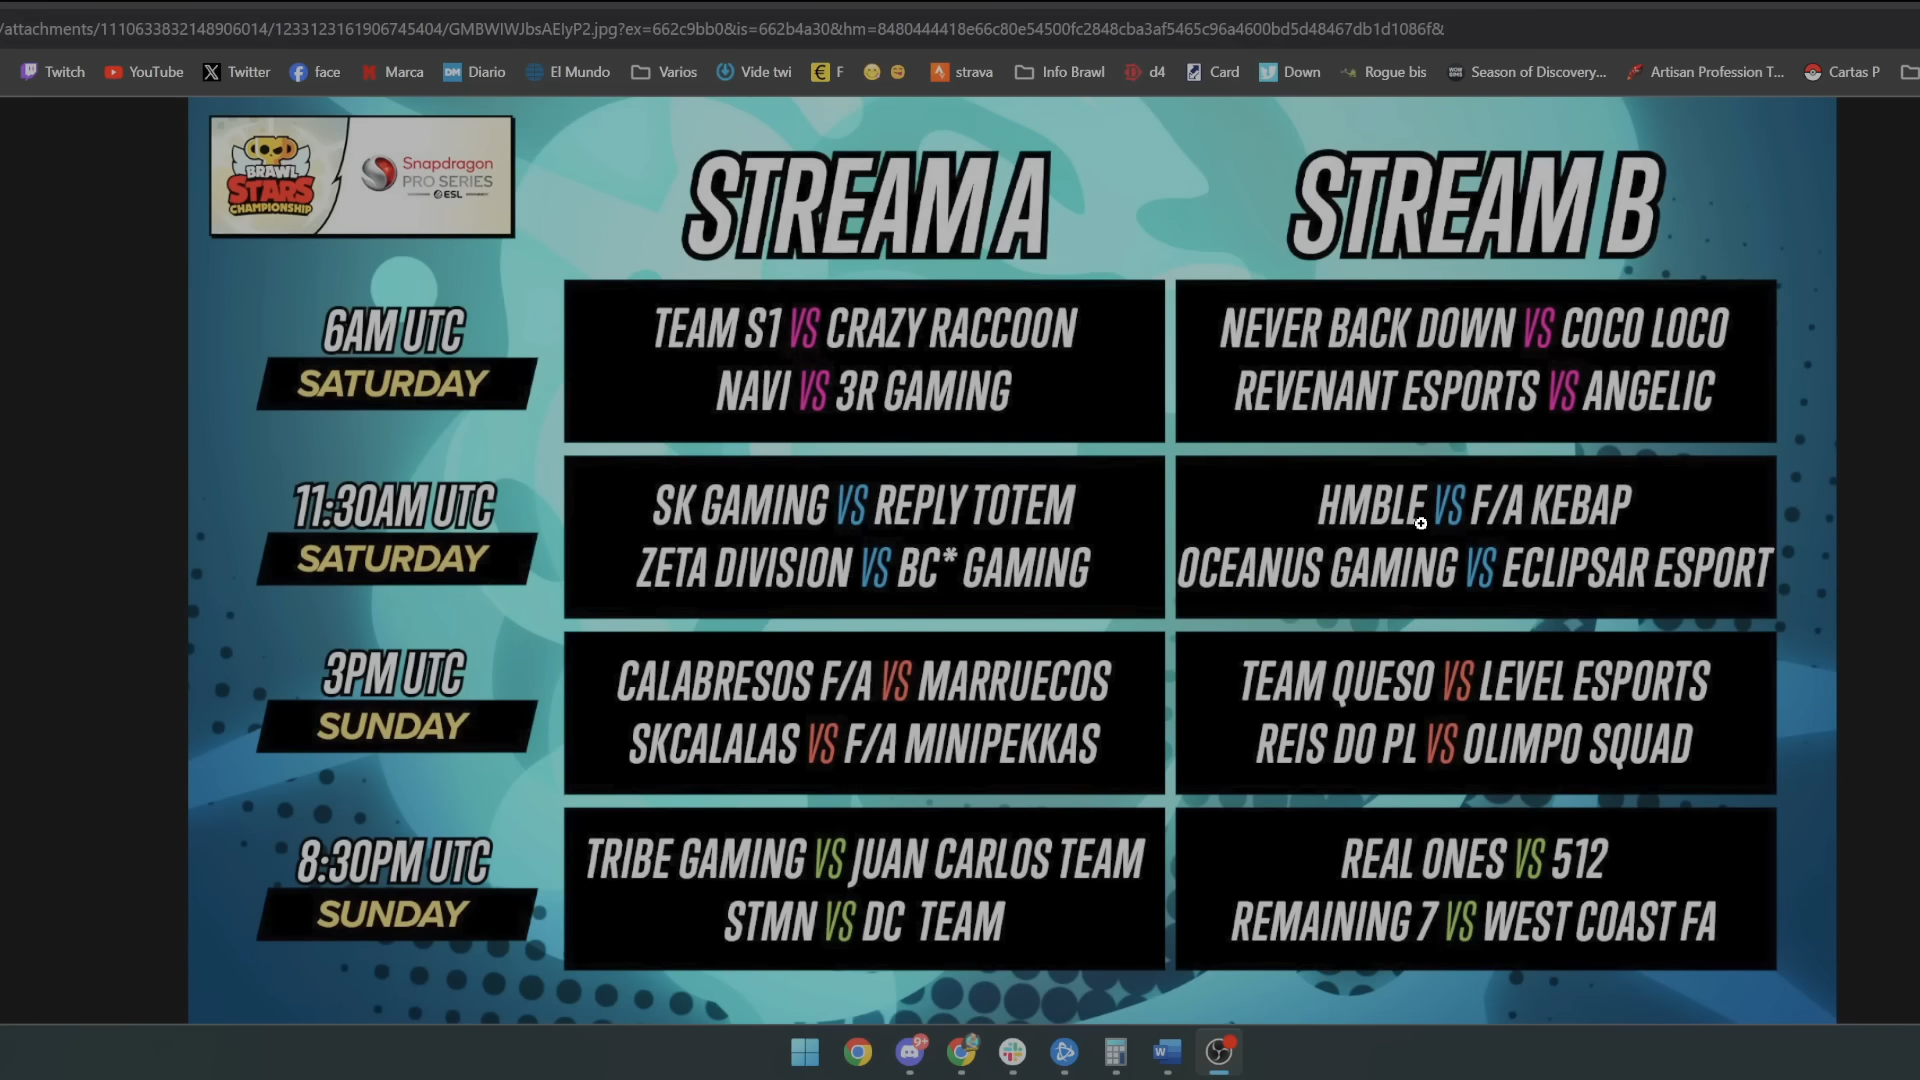 /attachments/1110633832148906014/1233123161906745404/GMBWIWJbsAEIyP2.jpg?ex=662c9bb0&is=662b4a30&hm=8480444418e66c80e54500fc2848cba3af5465c96a4600bd5d48467db1d1086f&
Twitch YouTube Twitter face Marca Diario El Mundo Varios Vide twi F strava Info Brawl d4 Card Down Rogue bis Season of Discovery... Artisan Profession T... Cartas P
BRAWL STARS CHAMPIONSHIP
Snapdragon PRO SERIES ESL
STREAM A STREAM B
6AM UTC
SATURDAY
TEAM S1 VS CRAZY RACCOON
NAVI VS 3R GAMING
NEVER BACK DOWN VS COCO LOCO
REVENANT ESPORTS VS ANGELIC
11:30AM UTC
SATURDAY
SK GAMING VS REPLY TOTEM
ZETA DIVISION VS BC* GAMING
HMBLE VS F/A KEBAP
OCEANUS GAMING VS ECLIPSAR ESPORT
3PM UTC
SUNDAY
CALABRESOS F/A VS MARRUECOS
SKCALALAS VS F/A MINIPEKKAS
TEAM QUESO VS LEVEL ESPORTS
REIS DO PL VS OLIMPO SQUAD
8:30PM UTC
SUNDAY
TRIBE GAMING VS JUAN CARLOS TEAM
STMN VS DC TEAM
REAL ONES VS 512
REMAINING 7 VS WEST COAST FA
9+